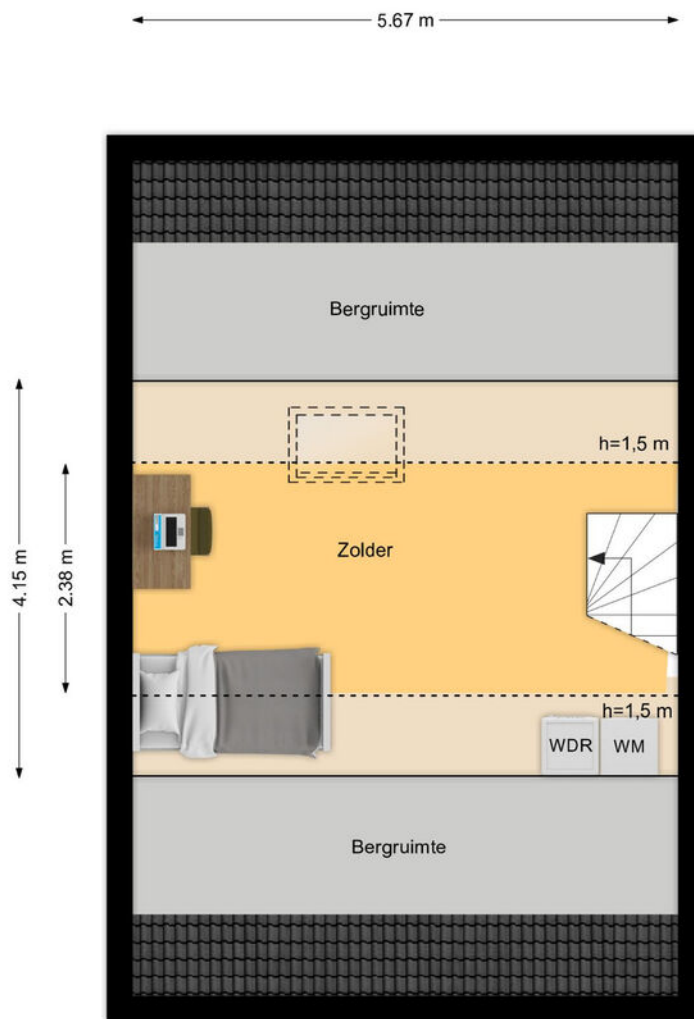 5.67 m
Bergruimte
h=1,5 m
Zolder
4.15 m
2.38 m
h=1,5 m
WDR
WM
Bergruimte